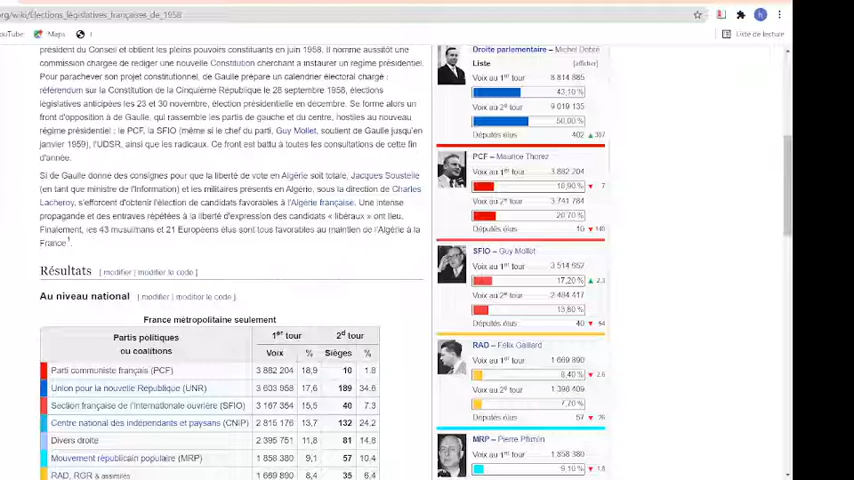 org/wiki/Élections_législatives_françaises_de_1958
YouTube
Maps
Liste de lecture
président du Conseil et obtient les pleins pouvoirs constituants en juin 1958. Il nomme aussitôt une
commission chargée de rédiger une nouvelle Constitution cherchant à instaurer un régime présidentiel.
Pour parachever son projet constitutionnel, de Gaulle prépare un calendrier électoral chargé :
référendum sur la Constitution de la Cinquième République le 28 septembre 1958, élections
législatives anticipées les 23 et 30 novembre, élection présidentielle en décembre. Se forme alors un
front d'opposition à de Gaulle, qui rassemble les partis de gauche et du centre, hostiles au nouveau
régime présidentiel : le PCF, la SFIO (même si le chef du parti, Guy Mollet, soutient de Gaulle jusqu'en
janvier 1959), l'UDSR, ainsi que les radicaux. Ce front est battu à toutes les consultations de cette fin
d'année.
Si de Gaulle donne des consignes pour que la liberté de vote en Algérie soit totale, Jacques Soustelle
(en tant que ministre de l'Information) et les militaires présents en Algérie, sous la direction de Charles
Lacheroy, s'efforcent d'obtenir l'élection de candidats favorables à l'Algérie française. Une intense
propagande et des entraves répétées à la liberté d'expression des candidats « libéraux » ont lieu.
Finalement, les 43 musulmans et 21 Européens élus sont tous favorables au maintien de l'Algérie à la
France1.
Résultats [ modifier | modifier le code ]
Au niveau national [ modifier | modifier le code ]
France métropolitaine seulement
Partis politiques ou coalitions 1er tour 2d tour
Voix % Sièges %
Parti communiste français (PCF) 3 882 204 18,9 10 1.8
Union pour la nouvelle République (UNR) 3 603 958 17,6 189 34.6
Section française de l'Internationale ouvrière (SFIO) 3 167 354 15,5 40 7.3
Centre national des indépendants et paysans (CNIP) 2 815 176 13,7 132 24.2
Divers droite 2 395 751 11,8 81 14,8
Mouvement républicain populaire (MRP) 1 858 380 9,1 57 10.4
RAD, RGR & assimilés 1 669 890 8,4 35 6,4
Droite parlementaire – Michel Debré
Liste [afficher]
Voix au 1er tour 8 814 885
43,10 %
Voix au 2e tour 9 019 135
50,00 %
Députés élus 402 ▲
PCF – Maurice Thorez
Voix au 1er tour 3 882 204
18,90 % ▼ 7
Voix au 2e tour 3 741 784
20,70 %
Députés élus 10 ▼ 140
SFIO – Guy Mollet
Voix au 1er tour 3 514 657
17,20 % ▲ 2.3
Voix au 2e tour 2 484 417
13,80 %
Députés élus 40 ▼ 54
RAD – Félix Gaillard
Voix au 1er tour 1 669 890
8,40 % ▼ 2.6
Voix au 2e tour 1 398 409
7,70 %
Députés élus 57 ▼
MRP – Pierre Pflimlin
Voix au 1er tour 1 858 380
9,10 % ▼ 1.8